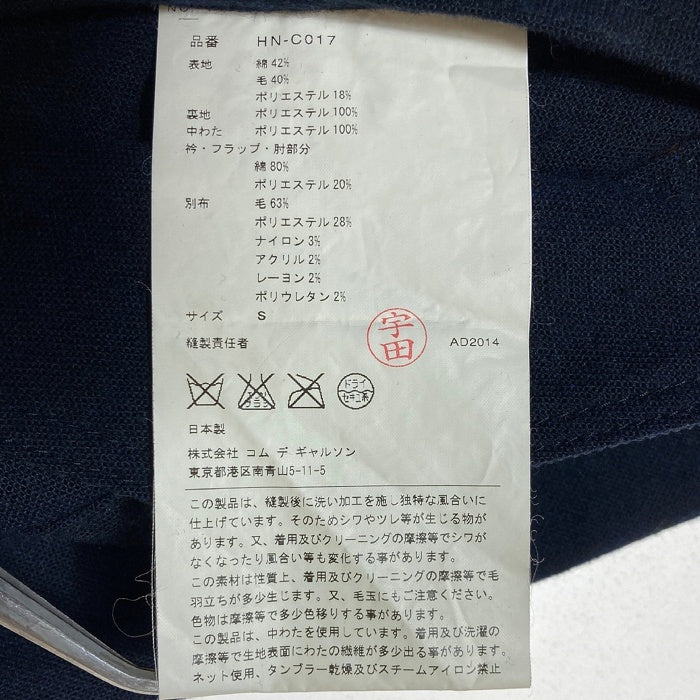 品番 HN-C017
表地 綿 42%
毛 40%
ポリエステル 18%
裏地 ポリエステル 100%
中わた ポリエステル 100%
衿・フラップ・肘部分
綿 80%
ポリエステル 20%
別布 毛 63%
ポリエステル 28%
ナイロン 3%
アクリル 2%
レーヨン 2%
ポリウレタン 2%
サイズ S
縫製責任者 宇田 AD2014
エンソ サラシ ドライ セキユ系
日本製
株式会社 コム デ ギャルソン
東京都港区南青山5-11-5
この製品は、縫製後に洗い加工を施し独特な風合いに
仕上げています。そのためシワやツレ等が生じる物が
あります。又、着用及びクリーニングの摩擦等でシワが
なくなったり風合い等も変化する事があります。
この素材は性質上、着用及びクリーニングの摩擦等で毛
羽立ちが多少生じます。又、毛玉にもご注意ください。
色物は摩擦等で多少色移りする事があります。
この製品は、中わたを使用しています。着用及び洗濯の
摩擦等で生地表面にわたの繊維が多少出る事があります。
ネット使用、タンブラー乾燥及びスチームアイロン禁止